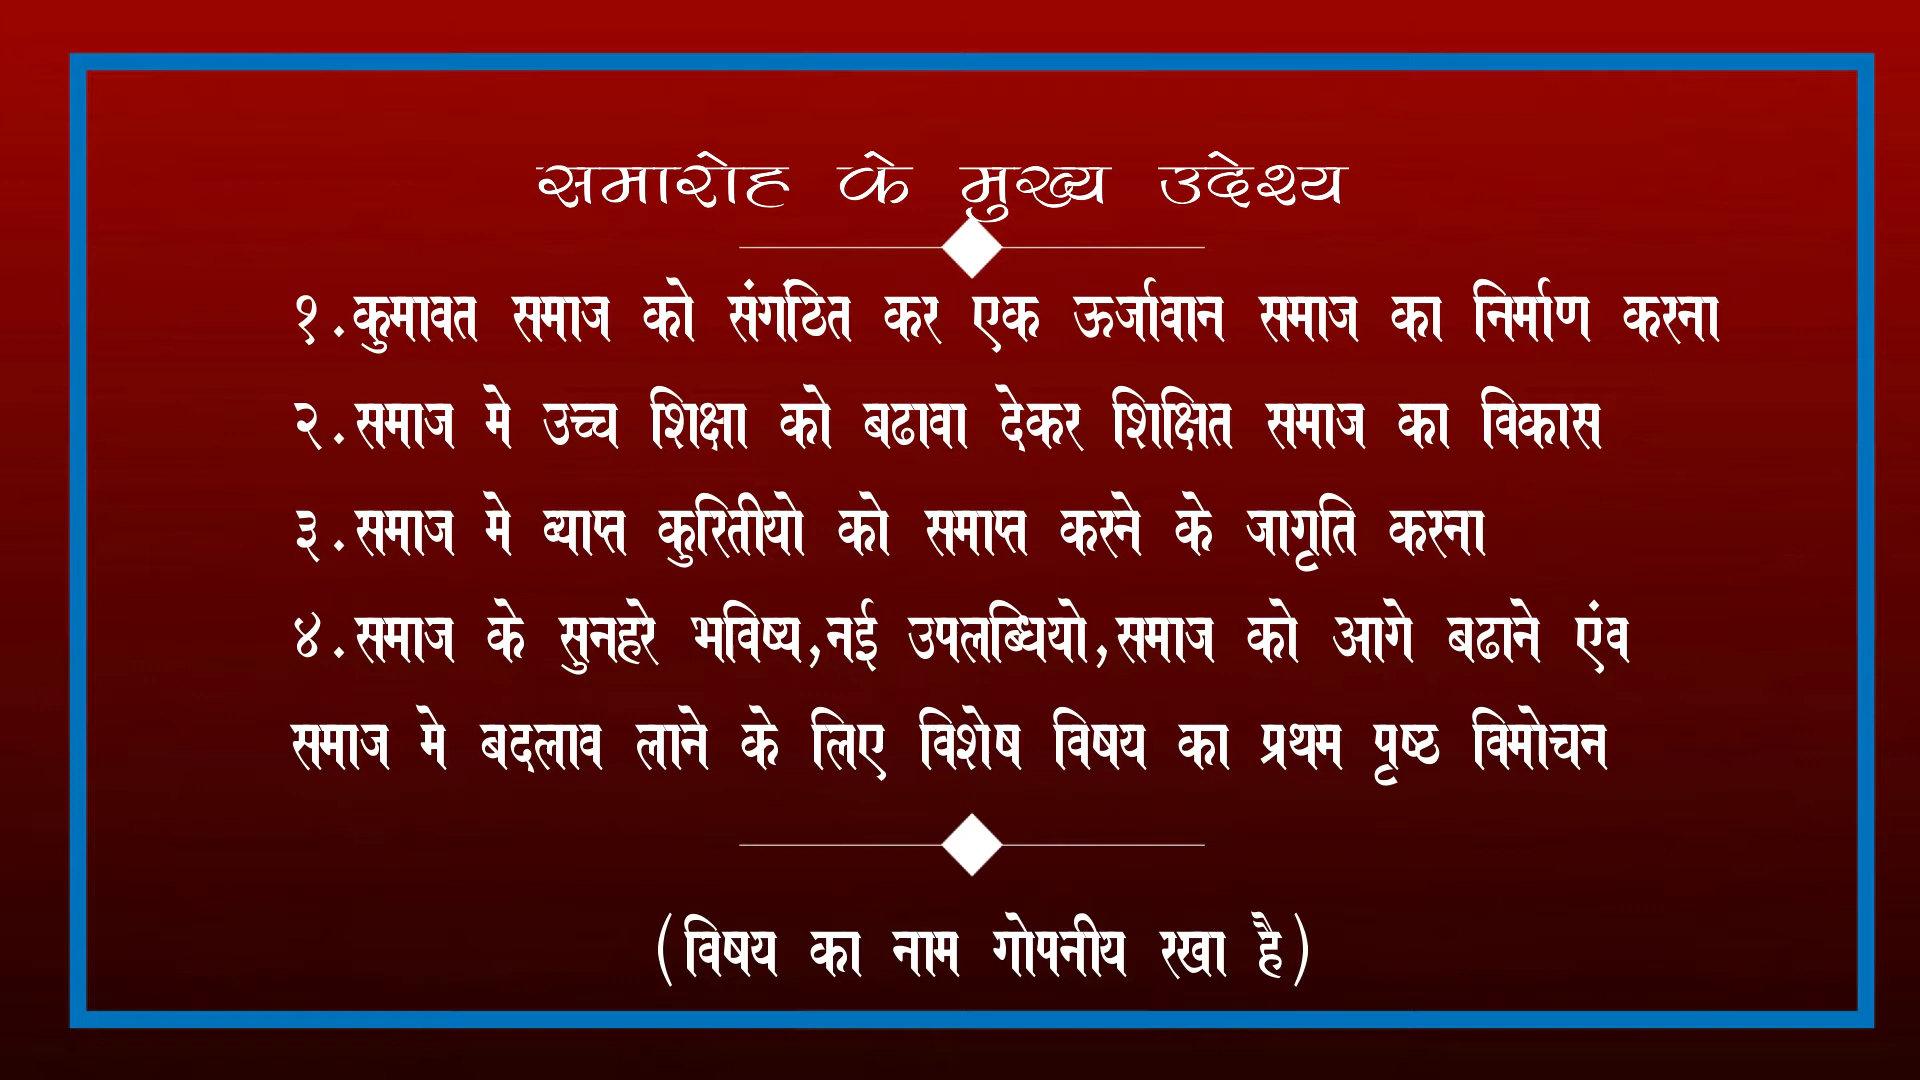 समारोह के मुख्य उदेश्य
१.कुमावत समाज को संगठित कर एक ऊर्जावान समाज का निर्माण करना
२.समाज मे उच्च शिक्षा को बढावा देकर शिक्षित समाज का विकास
३.समाज मे व्याप्त कुरितीयो को समाप्त करने के जागृति करना
४.समाज के सुनहरे भविष्य,नई उपलब्धियो,समाज को आगे बढाने एंव
समाज मे बदलाव लाने के लिए विशेष विषय का प्रथम पृष्ठ विमोचन
(विषय का नाम गोपनीय रखा है)